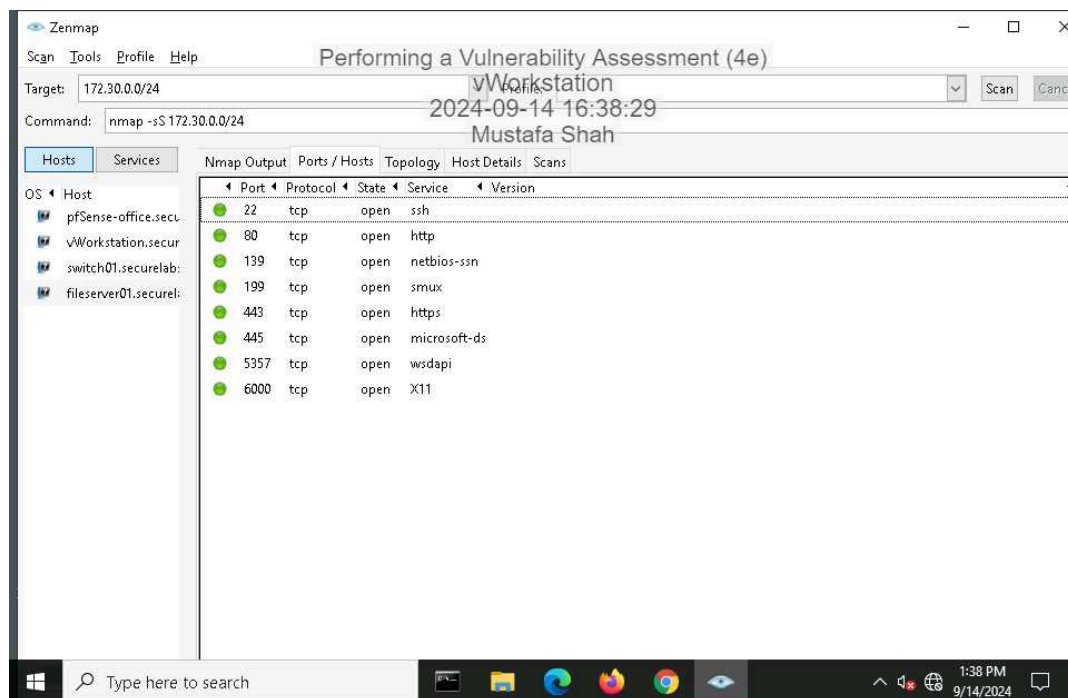 Zenmap
Scan Tools Profile Help
Performing a Vulnerability Assessment (4e)
vWorkstation
2024-09-14 16:38:29
Mustafa Shah
Target: 172.30.0.0/24 Profile: Scan Canc
Command: nmap -sS 172.30.0.0/24
Hosts Services
Nmap Output Ports / Hosts Topology Host Details Scans
OS Host
pfSense-office.secu
vWorkstation.secur
switch01.securelab:
fileserver01.securela
Port Protocol State Service Version
22 tcp open ssh
80 tcp open http
139 tcp open netbios-ssn
199 tcp open smux
443 tcp open https
445 tcp open microsoft-ds
5357 tcp open wsdapi
6000 tcp open X11
Type here to search
1:38 PM
9/14/2024